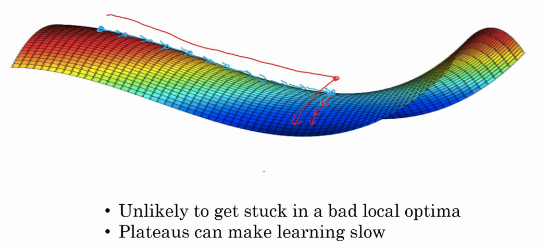 • Unlikely to get stuck in a bad local optima
• Plateaus can make learning slow